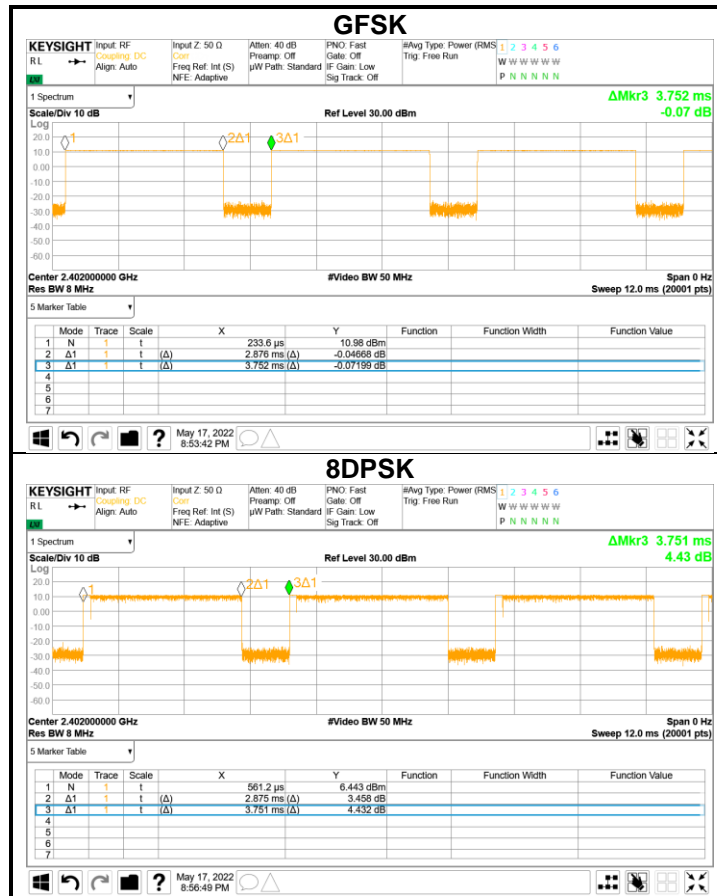 GFSK
KEYSIGHT Input: RF Input Z: 50 Ω Atten: 40 dB PNO: Fast #Avg Type: Power (RMS 1 2 3 4 5 6
RL Coupling: DC Corr Preamp: Off Gate: Off Trig: Free Run W W W W W W
Align: Auto Freq Ref: Int (S) µW Path: Standard IF Gain: Low
NFE: Adaptive Sig Track: Off P N N N N N
1 Spectrum
ΔMkr3 3.752 ms
Scale/Div 10 dB Ref Level 30.00 dBm -0.07 dB
Log
1 2Δ1 3Δ1
20.0
10.0
0.00
-10.0
-20.0
-30.0
-40.0
-50.0
-60.0
Center 2.402000000 GHz #Video BW 50 MHz Span 0 Hz
Res BW 8 MHz Sweep 12.0 ms (20001 pts)
5 Marker Table
Mode Trace Scale X Y Function Function Width Function Value
1 N 1 t 233.6 µs 10.98 dBm
2 Δ1 1 t (Δ) 2.876 ms (Δ) -0.04668 dB
3 Δ1 1 t (Δ) 3.752 ms (Δ) -0.07199 dB
4
5
6
7
? May 17, 2022
8:53:42 PM
8DPSK
KEYSIGHT Input: RF Input Z: 50 Ω Atten: 40 dB PNO: Fast #Avg Type: Power (RMS 1 2 3 4 5 6
RL Coupling: DC Corr Preamp: Off Gate: Off Trig: Free Run W W W W W W
Align: Auto Freq Ref: Int (S) µW Path: Standard IF Gain: Low
NFE: Adaptive Sig Track: Off P N N N N N
1 Spectrum
ΔMkr3 3.751 ms
Scale/Div 10 dB Ref Level 30.00 dBm 4.43 dB
Log
1 2Δ1 3Δ1
20.0
10.0
0.00
-10.0
-20.0
-30.0
-40.0
-50.0
-60.0
Center 2.402000000 GHz #Video BW 50 MHz Span 0 Hz
Res BW 8 MHz Sweep 12.0 ms (20001 pts)
5 Marker Table
Mode Trace Scale X Y Function Function Width Function Value
1 N 1 t 561.2 µs 6.443 dBm
2 Δ1 1 t (Δ) 2.875 ms (Δ) 3.458 dB
3 Δ1 1 t (Δ) 3.751 ms (Δ) 4.432 dB
4
5
6
7
? May 17, 2022
8:56:49 PM